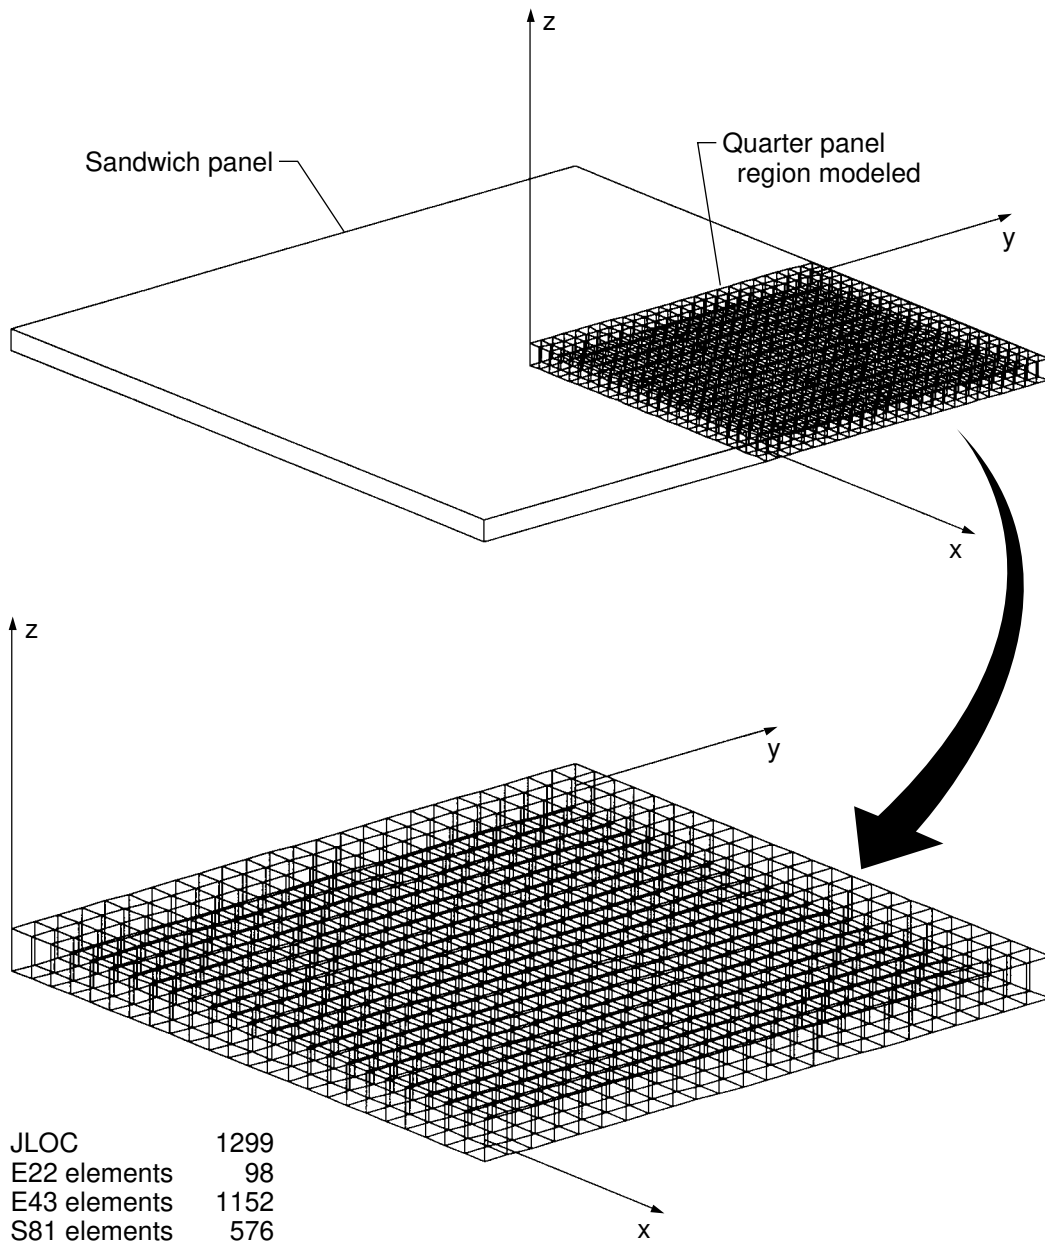 z
Sandwich panel
Quarter panel
region modeled
y
x
z
y
JLOC 1299
E22 elements 98
E43 elements 1152
S81 elements 576
x